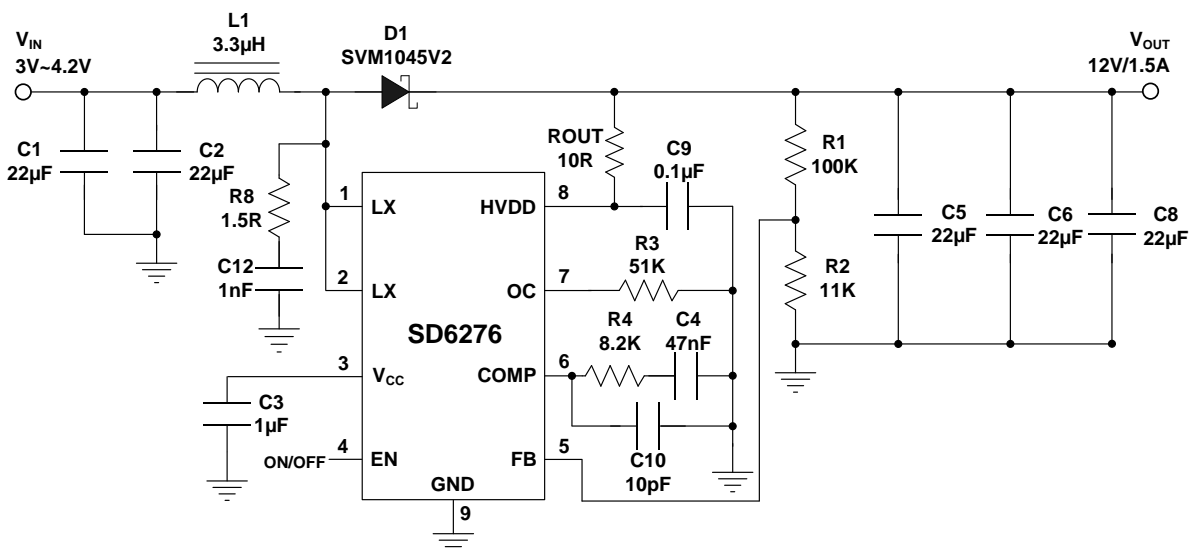 V_IN
3V~4.2V
L1
3.3µH
D1
SVM1045V2
V_OUT
12V/1.5A
C1
22µF
C2
22µF
R8
1.5R
C12
1nF
ROUT
10R
C9
0.1µF
R1
100K
R2
11K
C5
22µF
C6
22µF
C8
22µF
1
LX
HVDD
8
2
LX
OC
7
R3
51K
SD6276
R4
8.2K
C4
47nF
3
V_CC
COMP
6
C3
1µF
C10
10pF
ON/OFF
4
EN
FB
5
GND
9